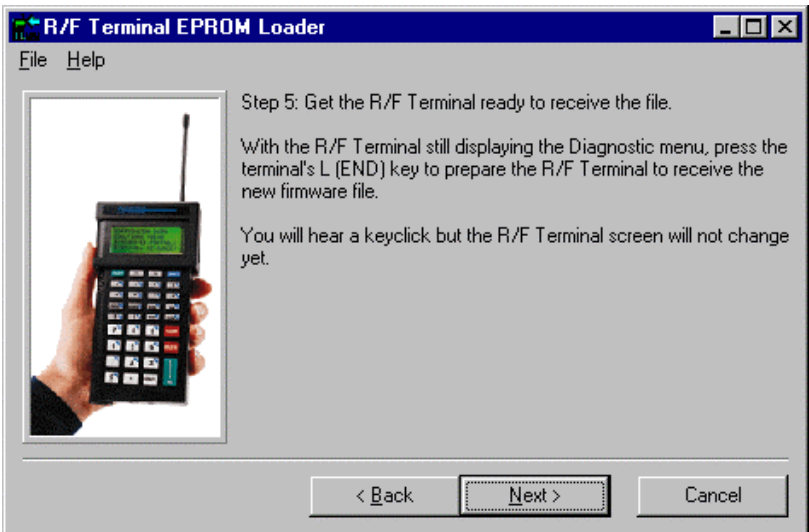 R/F Terminal EPROM Loader
File Help
Step 5: Get the R/F Terminal ready to receive the file.
With the R/F Terminal still displaying the Diagnostic menu, press the
terminal's L (END) key to prepare the R/F Terminal to receive the
new firmware file.
You will hear a keyclick but the R/F Terminal screen will not change
yet.
< Back Next > Cancel